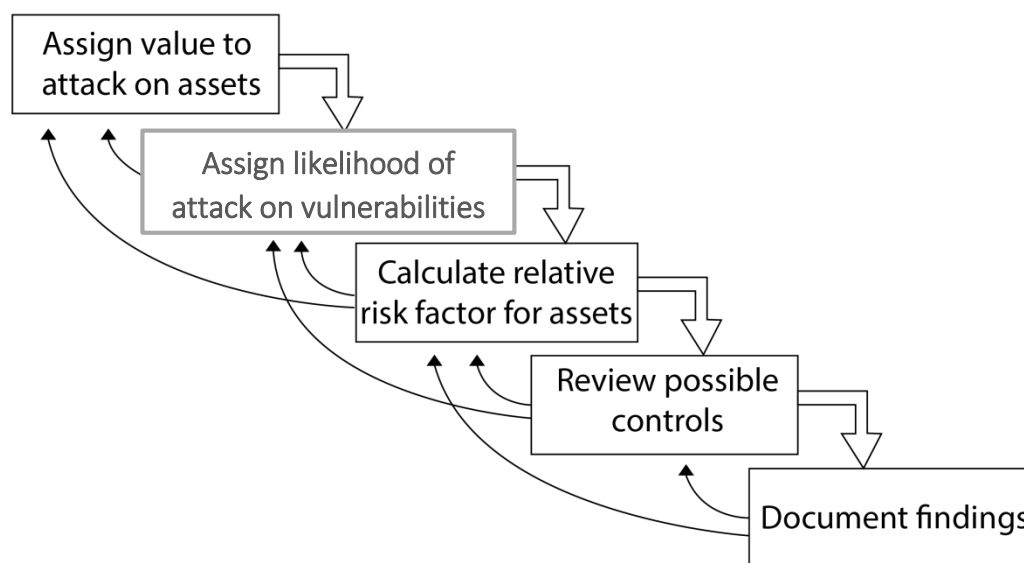 Assign value to
attack on assets
Assign likelihood of
attack on vulnerabilities
Calculate relative
risk factor for assets
Review possible
controls
Document findings